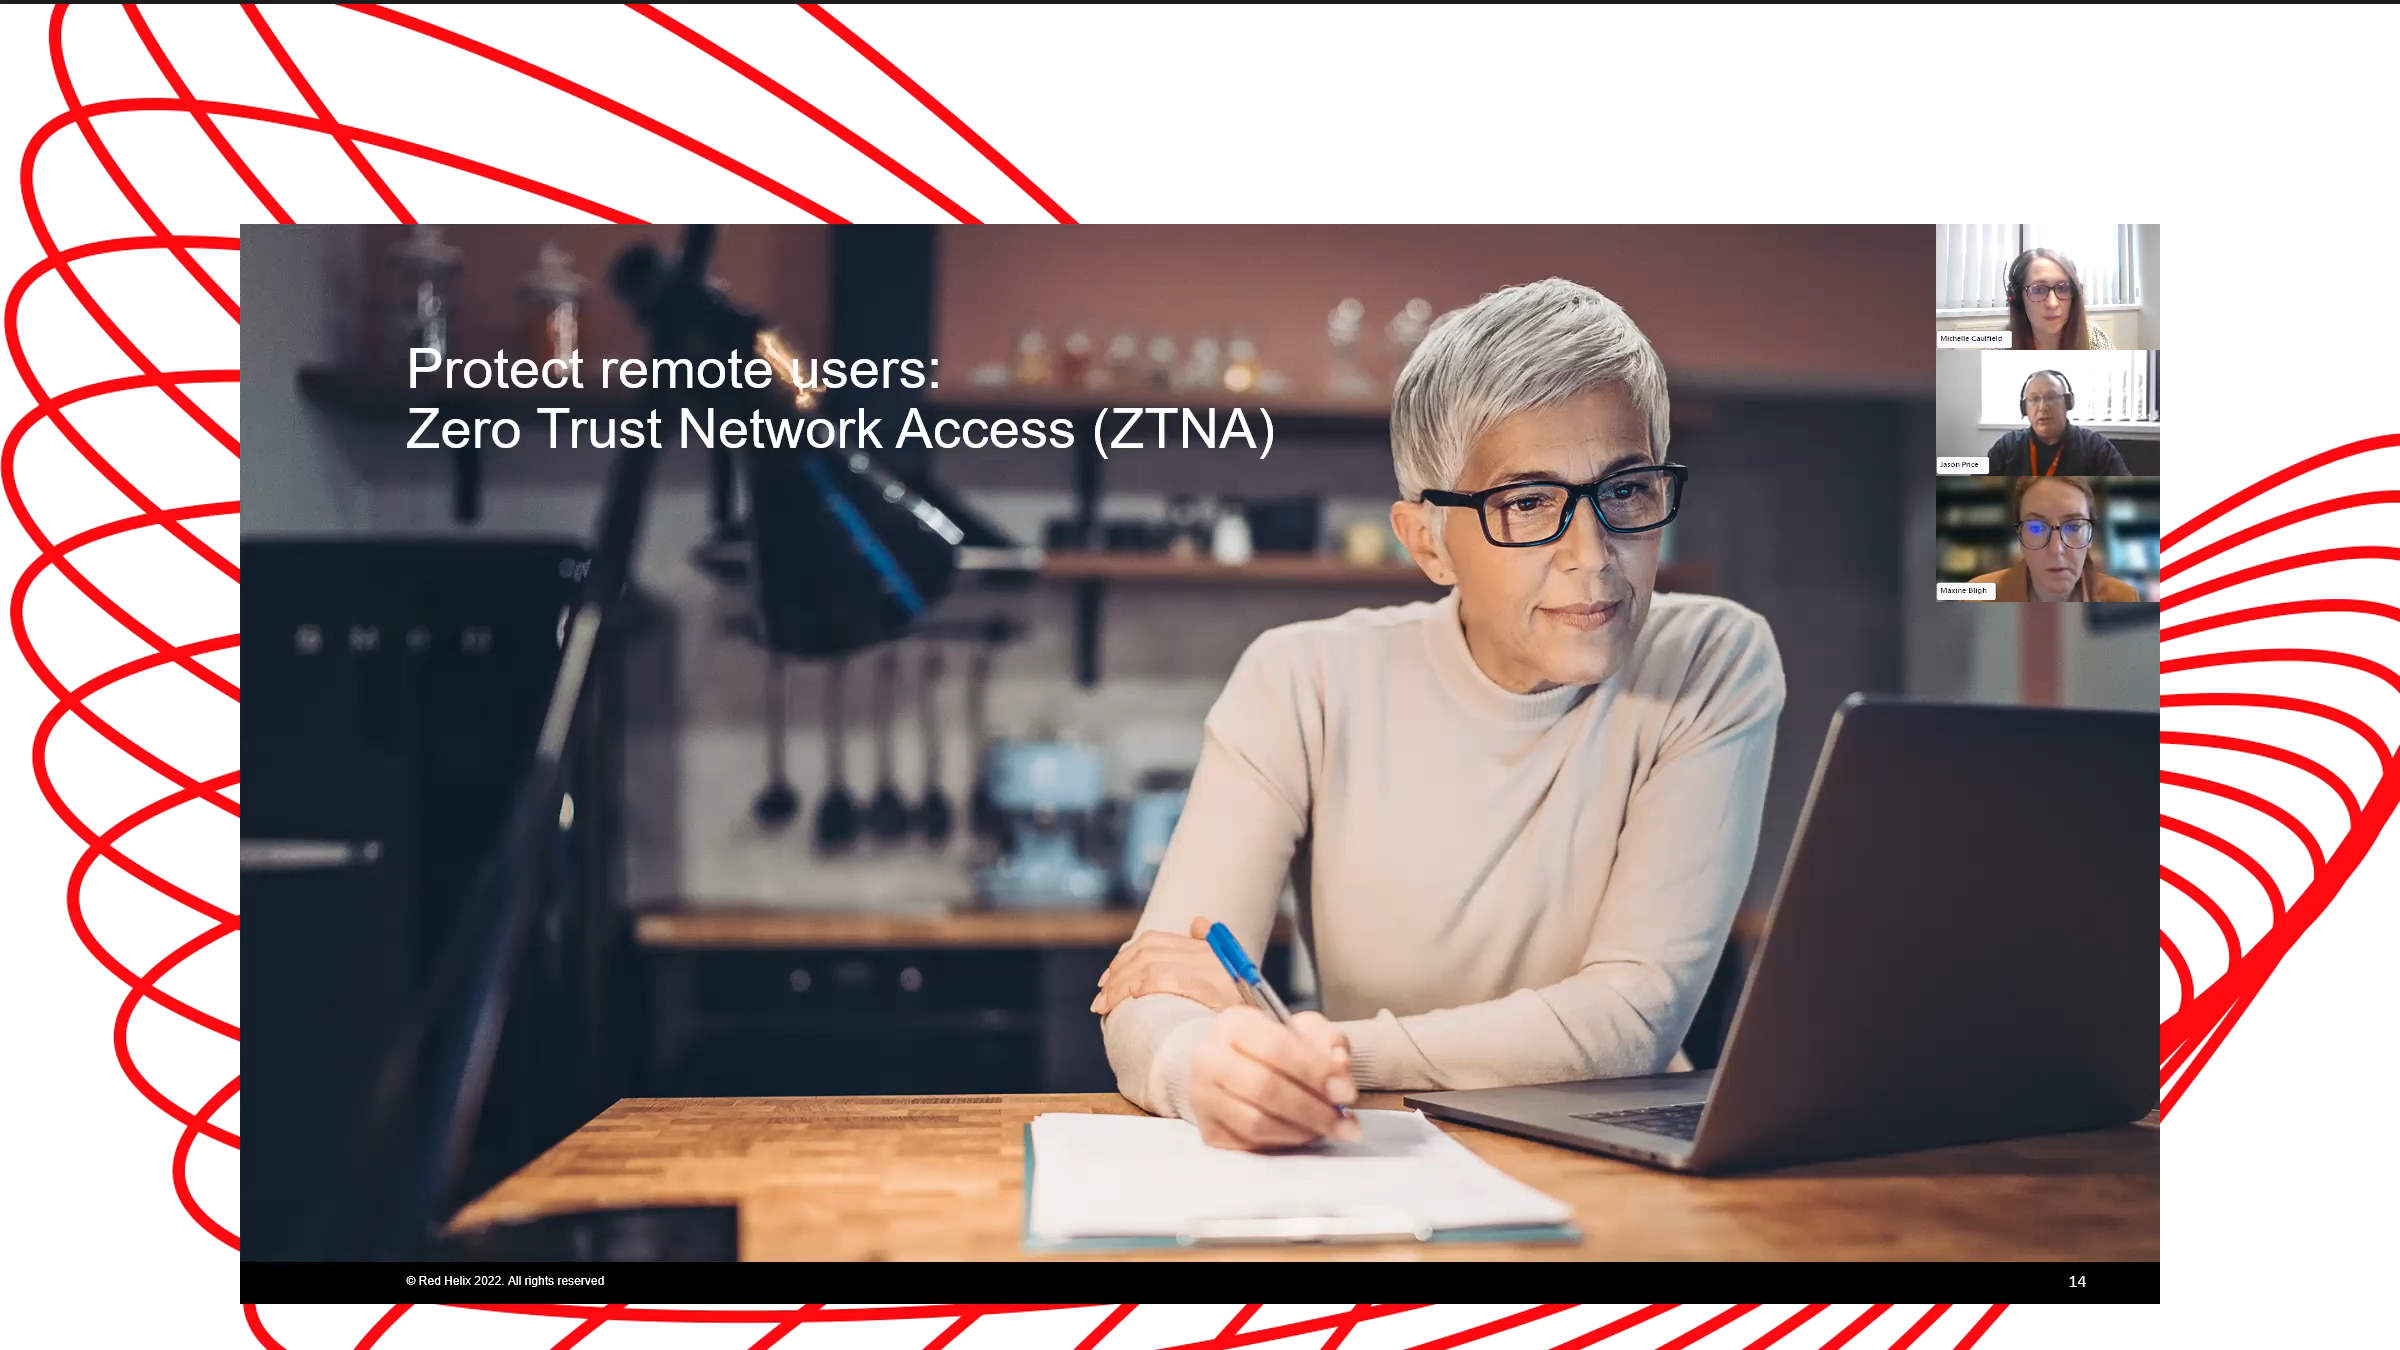 Protect remote users:
Zero Trust Network Access (ZTNA)
Michelle Caulfield
Jason Price
Maxine Bligh
© Red Helix 2022. All rights reserved
14